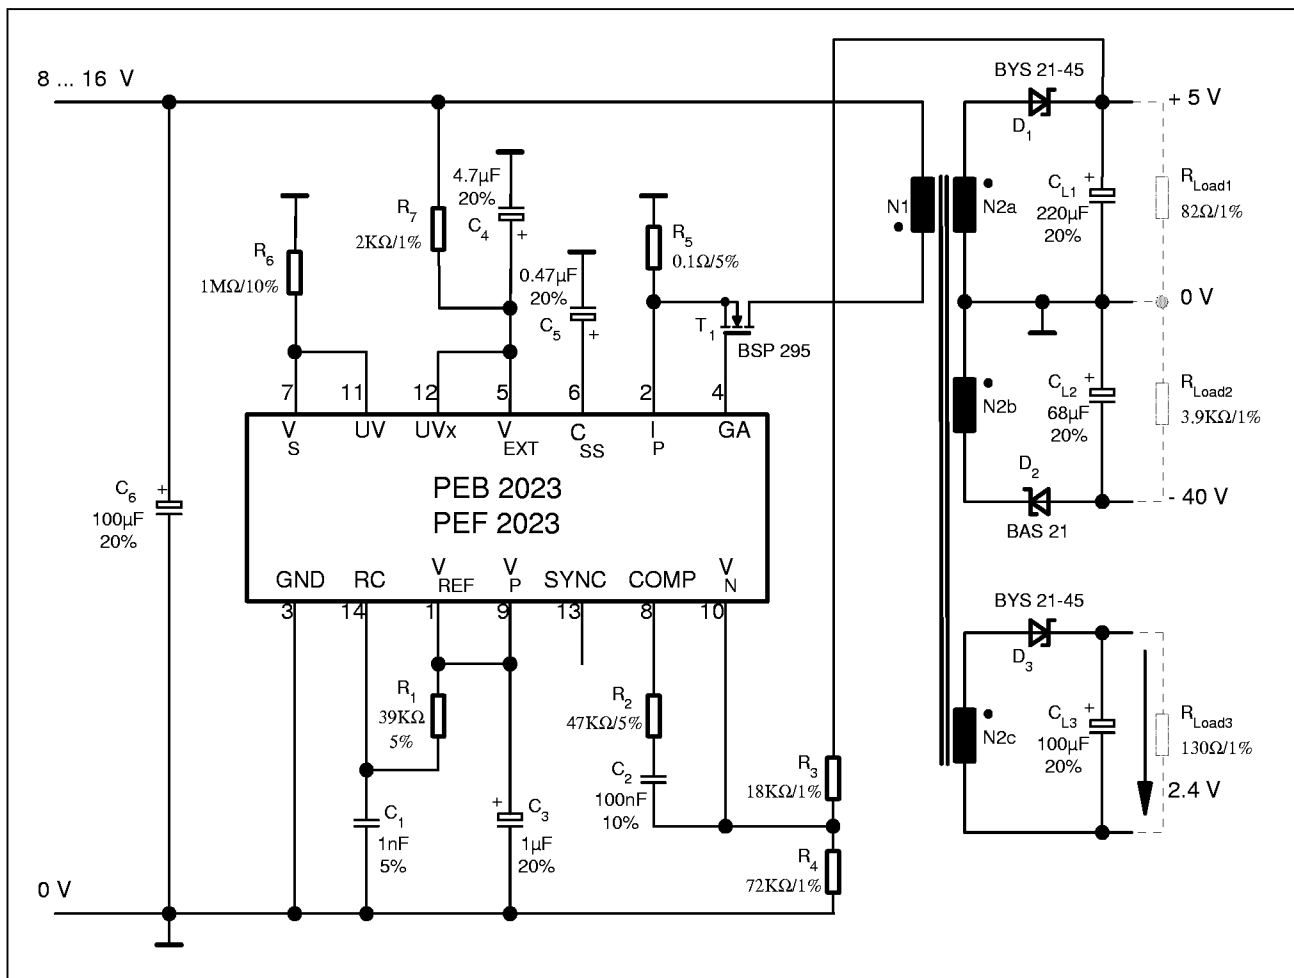 8 ... 16 V
BYS 21-45
D1
+ 5 V
4.7µF
20%
C4
R7
2KΩ/1%
R6
1MΩ/10%
0.47µF
20%
C5
R5
0.1Ω/5%
T1
BSP 295
N1
N2a
CL1
220µF
20%
RLoad1
82Ω/1%
0 V
N2b
CL2
68µF
20%
RLoad2
3.9KΩ/1%
D2
BAS 21
- 40 V
7 11 12 5 6 2 4
VS UV UVx VEXT CSS IP GA
PEB 2023
PEF 2023
C6
100µF
20%
GND RC VREF VP SYNC COMP VN
3 14 1 9 13 8 10
BYS 21-45
D3
N2c
CL3
100µF
20%
RLoad3
130Ω/1%
2.4 V
R1
39KΩ
5%
R2
47KΩ/5%
C2
100nF
10%
R3
18KΩ/1%
C1
1nF
5%
C3
1µF
20%
R4
72KΩ/1%
0 V